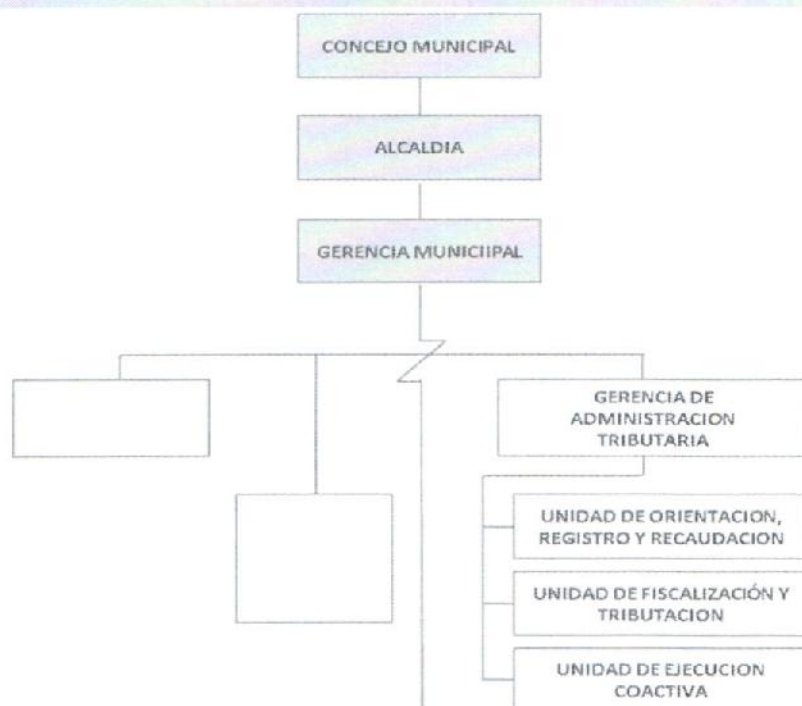 CONCEJO MUNICIPAL
ALCALDIA
GERENCIA MUNICIIPAL
GERENCIA DE
ADMINISTRACION
TRIBUTARIA
UNIDAD DE ORIENTACION,
REGISTRO Y RECAUDACION
UNIDAD DE FISCALIZACIÓN Y
TRIBUTACION
UNIDAD DE EJECUCION
COACTIVA